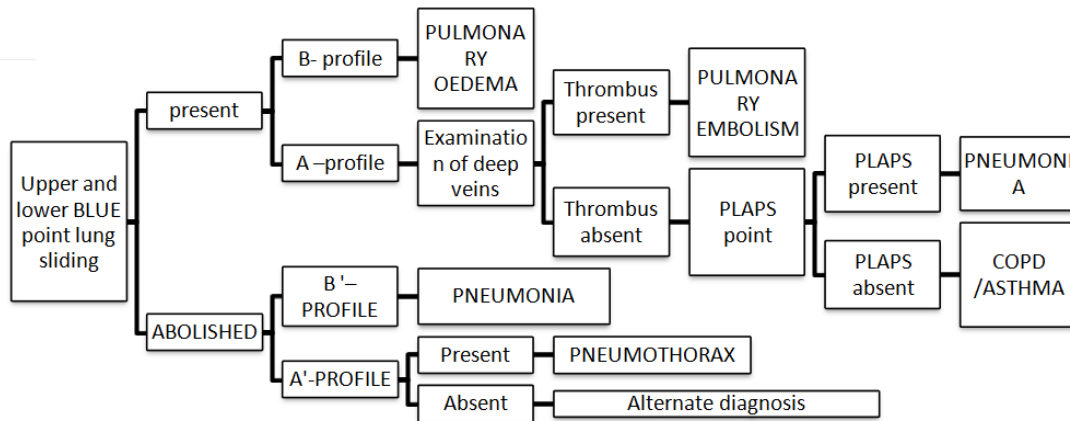 Upper and
lower BLUE
point lung
sliding
present
B- profile
PULMONA
RY
OEDEMA
A –profile
Examinatio
n of deep
veins
Thrombus
present
PULMONA
RY
EMBOLISM
Thrombus
absent
PLAPS
point
PLAPS
present
PNEUMONI
A
PLAPS
absent
COPD
/ASTHMA
ABOLISHED
B '–
PROFILE
PNEUMONIA
A'-PROFILE
Present
PNEUMOTHORAX
Absent
Alternate diagnosis